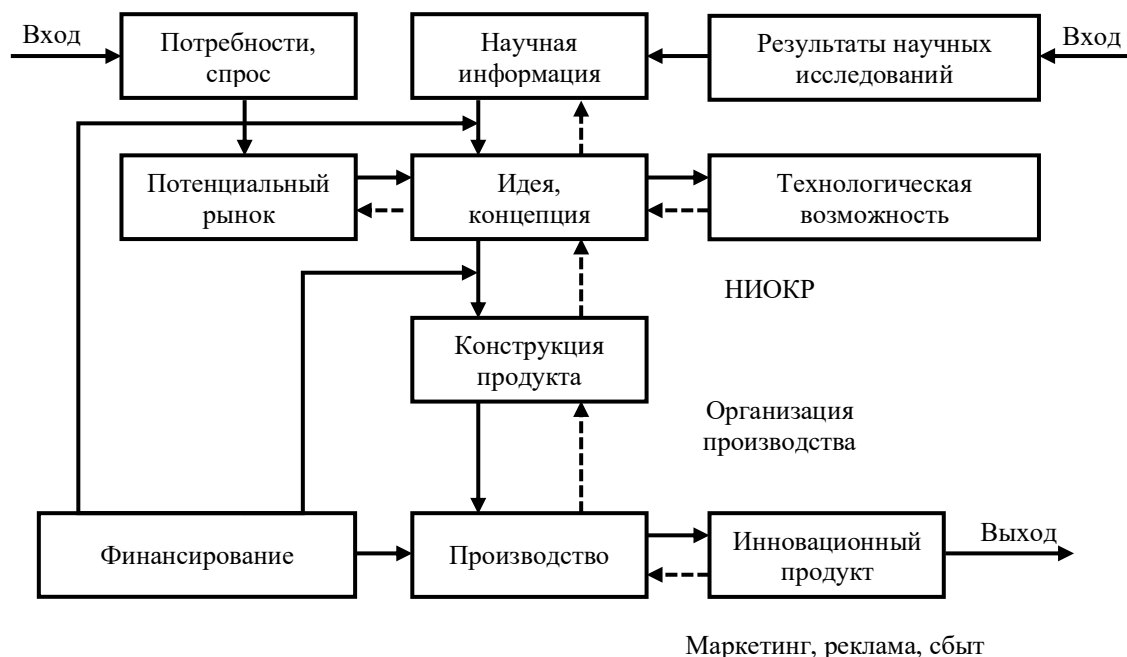 Вход
Потребности,
спрос
Научная
информация
Результаты научных
исследований
Вход
Потенциальный
рынок
Идея,
концепция
Технологическая
возможность
НИОКР
Конструкция
продукта
Организация
производства
Финансирование
Производство
Инновационный
продукт
Выход
Маркетинг, реклама, сбыт